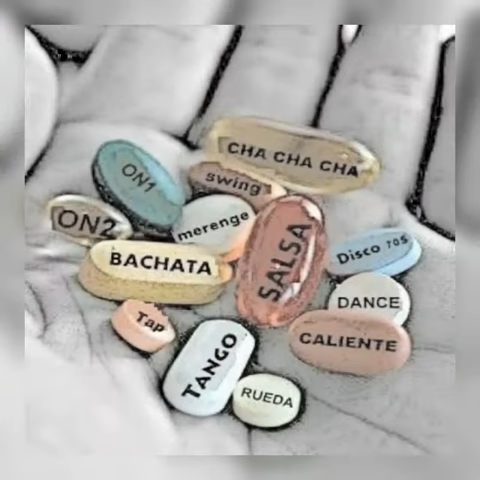 CHA CHA CHA
ON1
swing
ON2
merenge
SALSA
BACHATA
Disco 70s
DANCE
Tap
CALIENTE
TANGO
RUEDA